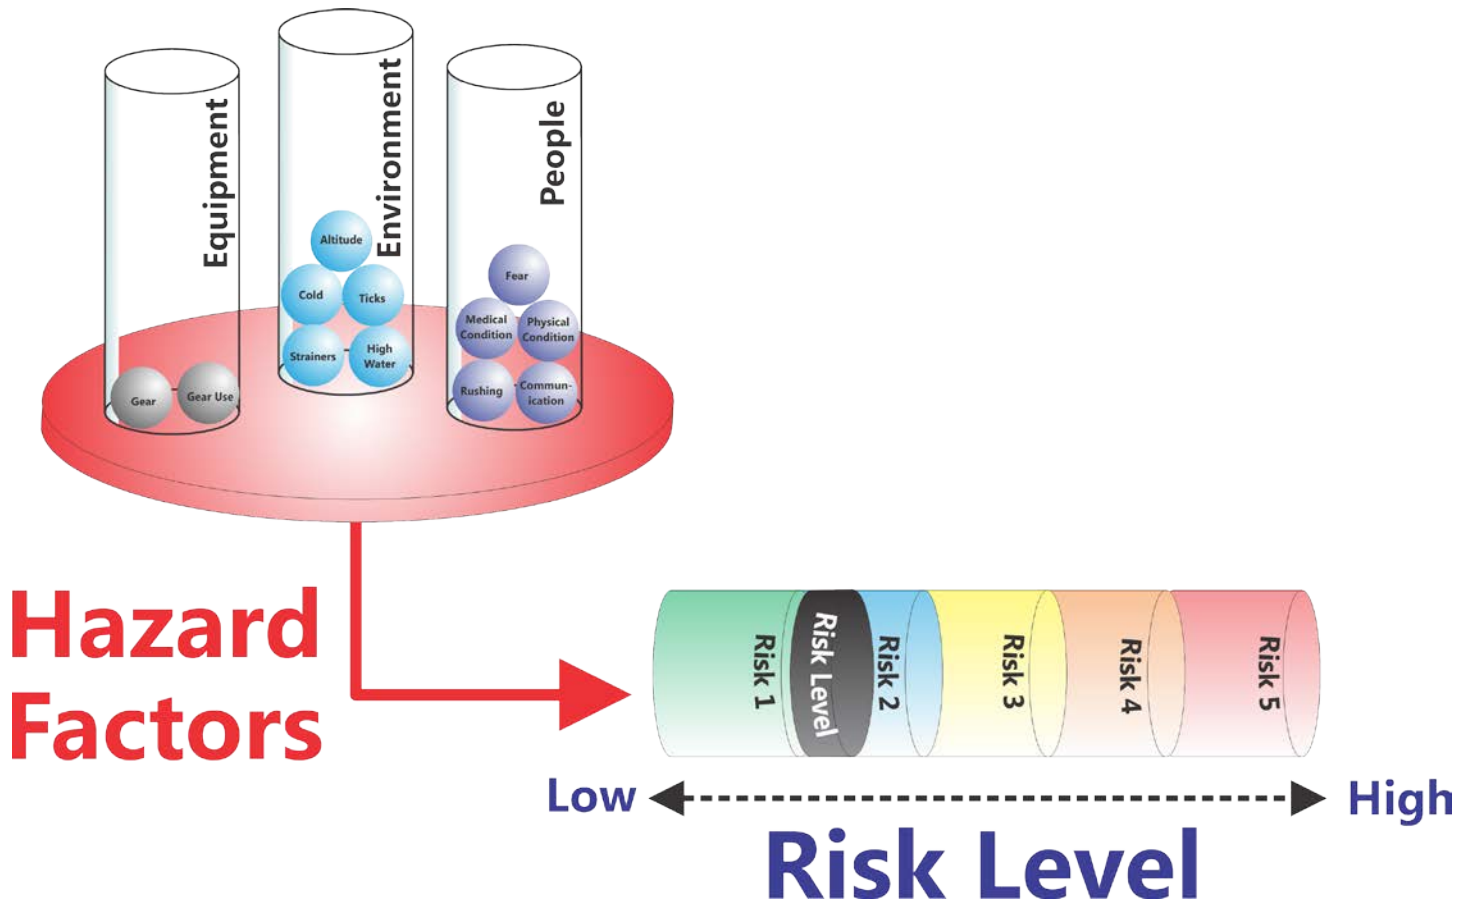 Equipment
Environment
People
Altitude
Cold
Ticks
Strainers
High
Water
Fear
Medical
Condition
Physical
Condition
Rushing
Commun-
ication
Gear
Gear Use
Hazard
Factors
Risk 1
Risk Level
Risk 2
Risk 3
Risk 4
Risk 5
Low
High
Risk Level